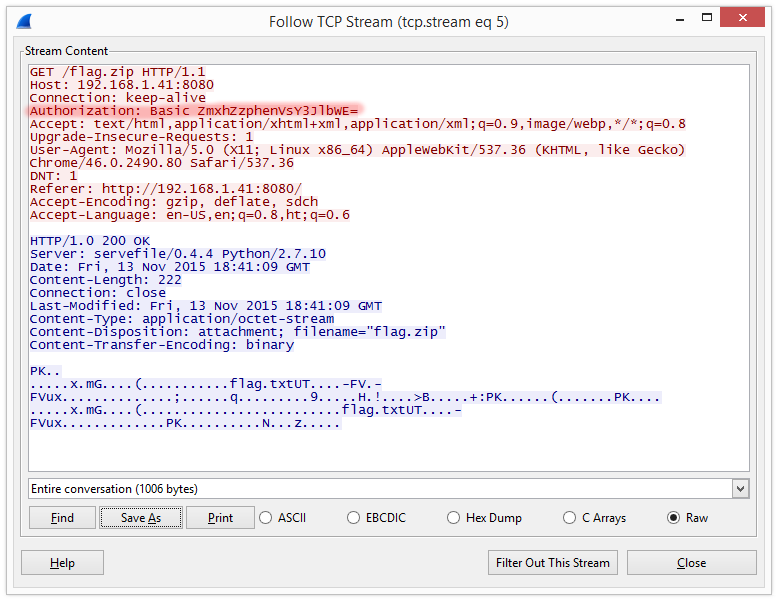 Follow TCP Stream (tcp.stream eq 5)
Stream Content
GET /flag.zip HTTP/1.1
Host: 192.168.1.41:8080
Connection: keep-alive
Authorization: Basic ZmxhZzphenVsY3JlbWE=
Accept: text/html,application/xhtml+xml,application/xml;q=0.9,image/webp,*/*;q=0.8
Upgrade-Insecure-Requests: 1
User-Agent: Mozilla/5.0 (X11; Linux x86_64) AppleWebKit/537.36 (KHTML, like Gecko)
Chrome/46.0.2490.80 Safari/537.36
DNT: 1
Referer: http://192.168.1.41:8080/
Accept-Encoding: gzip, deflate, sdch
Accept-Language: en-US,en;q=0.8,ht;q=0.6
HTTP/1.0 200 OK
Server: servefile/0.4.4 Python/2.7.10
Date: Fri, 13 Nov 2015 18:41:09 GMT
Content-Length: 222
Connection: close
Last-Modified: Fri, 13 Nov 2015 18:41:09 GMT
Content-Type: application/octet-stream
Content-Disposition: attachment; filename="flag.zip"
Content-Transfer-Encoding: binary
PK..
.....x.mG....(...........flag.txtUT....-FV.-
FVux..............;......q.........9.....H.!....>B.....+:PK......(.......PK....
.....x.mG....(.........................flag.txtUT....-
FVux.............PK..........N...z.....
Entire conversation (1006 bytes)
Find Save As Print ASCII EBCDIC Hex Dump C Arrays Raw
Help Filter Out This Stream Close